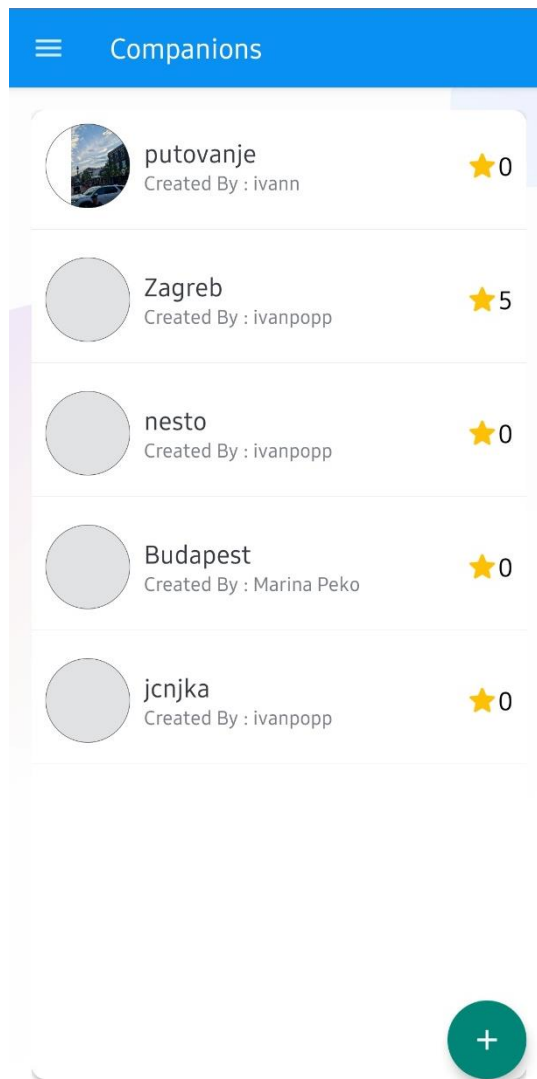 Companions
putovanje
0
Created By : ivann
Zagreb
5
Created By : ivanpopp
nesto
0
Created By : ivanpopp
Budapest
0
Created By : Marina Peko
jcnjka
0
Created By : ivanpopp
+